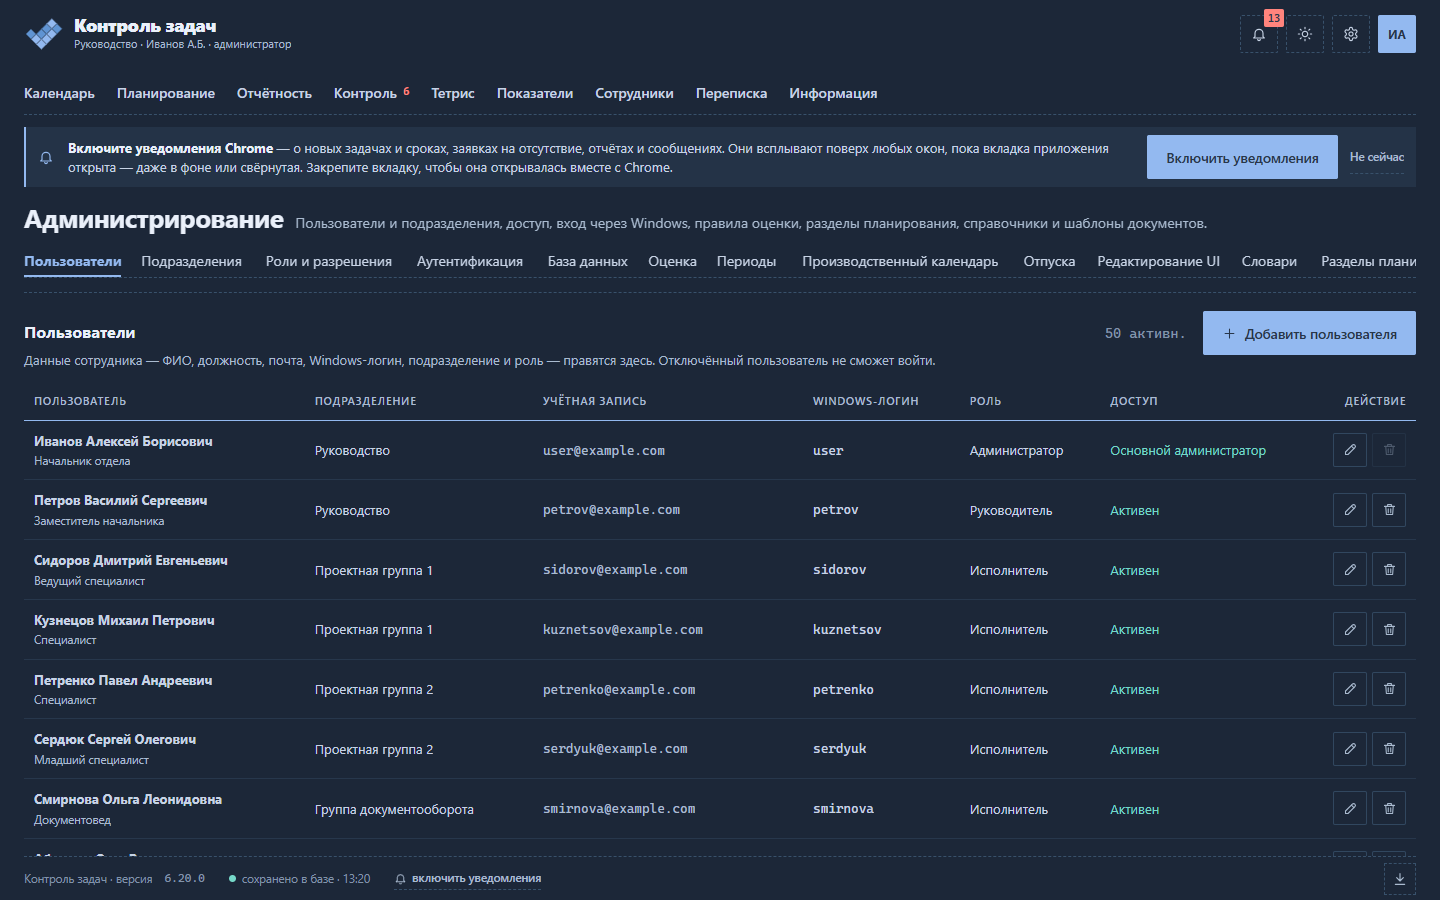 Контроль задач
Руководство · Иванов А.Б. · администратор
13
ИА
Календарь Планирование Отчётность Контроль 6 Тетрис Показатели Сотрудники Переписка Информация
Включите уведомления Chrome — о новых задачах и сроках, заявках на отсутствие, отчётах и сообщениях. Они всплывают поверх любых окон, пока вкладка приложения
открыта — даже в фоне или свёрнутая. Закрепите вкладку, чтобы она открывалась вместе с Chrome.
Включить уведомления
Не сейчас
Администрирование Пользователи и подразделения, доступ, вход через Windows, правила оценки, разделы планирования, справочники и шаблоны документов.
Пользователи Подразделения Роли и разрешения Аутентификация База данных Оценка Периоды Производственный календарь Отпуска Редактирование UI Словари Разделы плани
Пользователи
50 активн.
Добавить пользователя
Данные сотрудника — ФИО, должность, почта, Windows-логин, подразделение и роль — правятся здесь. Отключённый пользователь не сможет войти.
ПОЛЬЗОВАТЕЛЬ ПОДРАЗДЕЛЕНИЕ УЧЁТНАЯ ЗАПИСЬ WINDOWS-ЛОГИН РОЛЬ ДОСТУП ДЕЙСТВИЕ
Иванов Алексей Борисович
Начальник отдела
Руководство user@example.com user Администратор Основной администратор
Петров Василий Сергеевич
Заместитель начальника
Руководство petrov@example.com petrov Руководитель Активен
Сидоров Дмитрий Евгеньевич
Ведущий специалист
Проектная группа 1 sidorov@example.com sidorov Исполнитель Активен
Кузнецов Михаил Петрович
Специалист
Проектная группа 1 kuznetsov@example.com kuznetsov Исполнитель Активен
Петренко Павел Андреевич
Специалист
Проектная группа 2 petrenko@example.com petrenko Исполнитель Активен
Сердюк Сергей Олегович
Младший специалист
Проектная группа 2 serdyuk@example.com serdyuk Исполнитель Активен
Смирнова Ольга Леонидовна
Документовед
Группа документооборота smirnova@example.com smirnova Исполнитель Активен
Контроль задач · версия 6.20.0 сохранено в базе · 13:20 включить уведомления